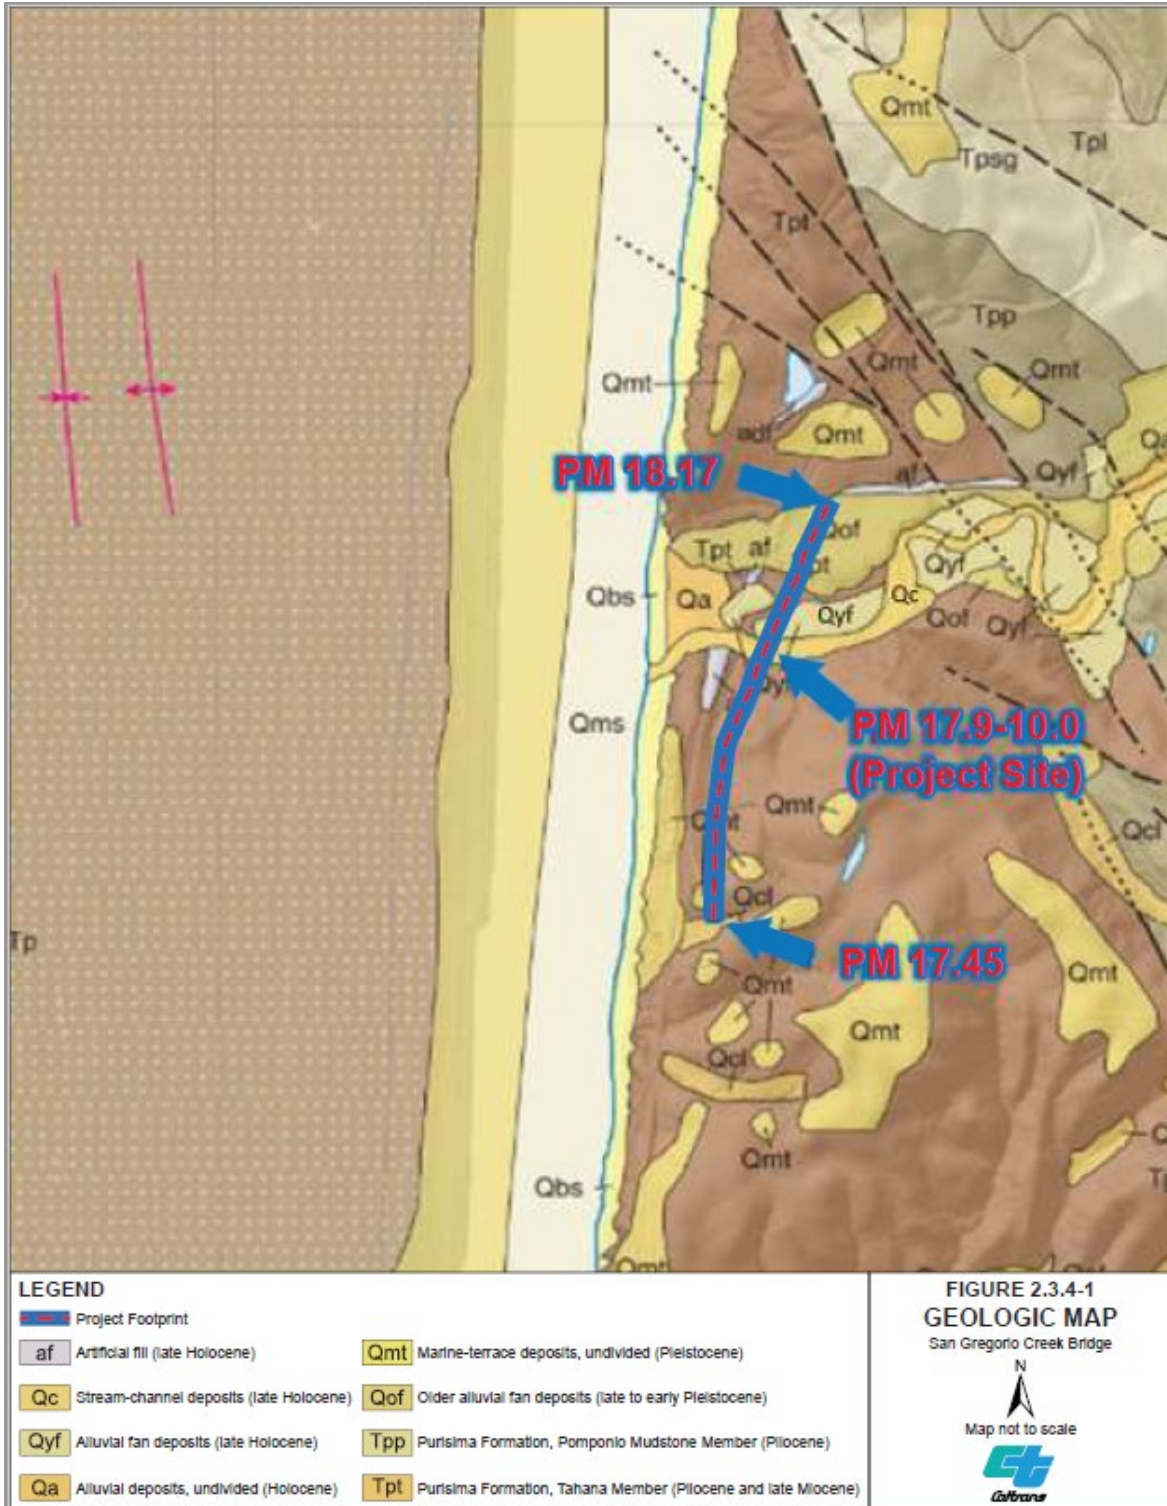 Qmt
Tpsg
Tpl
Tpt
Tpp
Qmt
Qmt
Qmt
adf
Qmt
PM 18.17
af
Qyf
Qof
Tpt
af
Qyf
Qbs
Qa
Qyf
Qc
Qof
Qyf
Qms
PM 17.9-10.0
(Project Site)
Qmt
Qmt
Qcl
Qcl
Tp
PM 17.45
Qmt
Qmt
Qmt
Qcl
Qmt
Qbs
Qmt
LEGEND
Project Footprint
af Artificial fill (late Holocene)
Qc Stream-channel deposits (late Holocene)
Qyf Alluvial fan deposits (late Holocene)
Qa Alluvial deposits, undivided (Holocene)
Qmt Marine-terrace deposits, undivided (Pleistocene)
Qof Older alluvial fan deposits (late to early Pleistocene)
Tpp Purisima Formation, Pomponio Mudstone Member (Pliocene)
Tpt Purisima Formation, Tahana Member (Pliocene and late Miocene)
FIGURE 2.3.4-1
GEOLOGIC MAP
San Gregorio Creek Bridge
N
Map not to scale
Caltrans